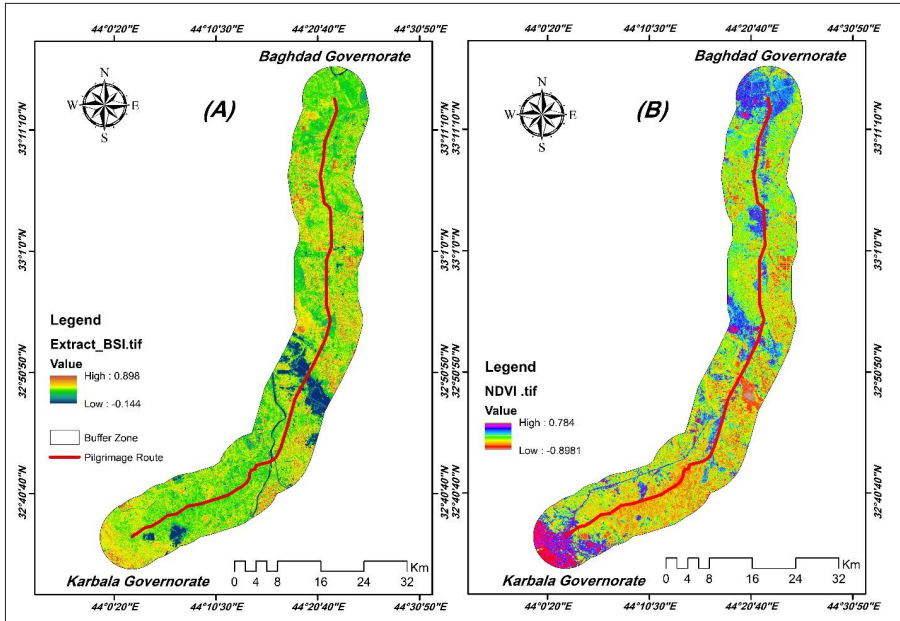 44°0'20"E 44°10'30"E 44°20'40"E 44°30'50"E
Baghdad Governorate
N
W E
S
(A)
33°11'10"N
33°1'0"N
32°50'50"N
32°40'40"N
Legend
Extract_BSI.tif
Value
High : 0.898
Low : -0.144
Buffer Zone
Pilgrimage Route
Karbala Governorate
0 2 4 6 8 16 24 32
Km
44°0'20"E 44°10'30"E 44°20'40"E 44°30'50"E
44°0'20"E 44°10'30"E 44°20'40"E 44°30'50"E
Baghdad Governorate
N
W E
S
(B)
33°11'10"N 33°11'10"N
33°1'0"N 33°1'0"N
32°50'50"N 32°50'50"N
32°40'40"N 32°40'40"N
Legend
NDVI .tif
Value
High : 0.784
Low : -0.8981
Karbala Governorate
0 2 4 6 8 16 24 32
Km
44°0'20"E 44°10'30"E 44°20'40"E 44°30'50"E
33°11'10"N
33°1'0"N
32°50'50"N
32°40'40"N